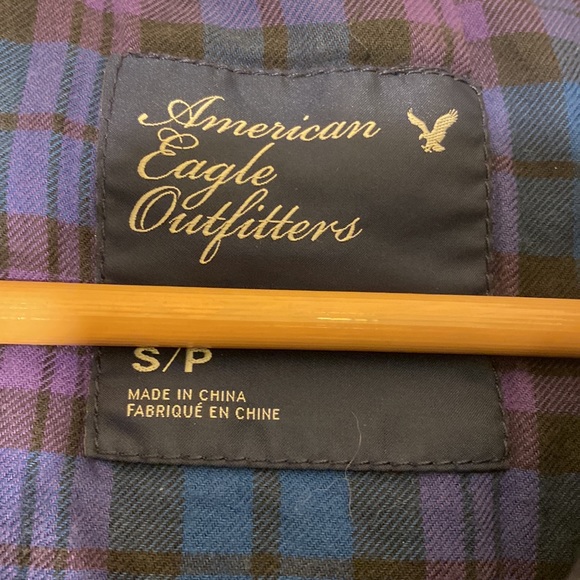 American
Eagle
Outfitters
S/P
MADE IN CHINA
FABRIQUÉ EN CHINE